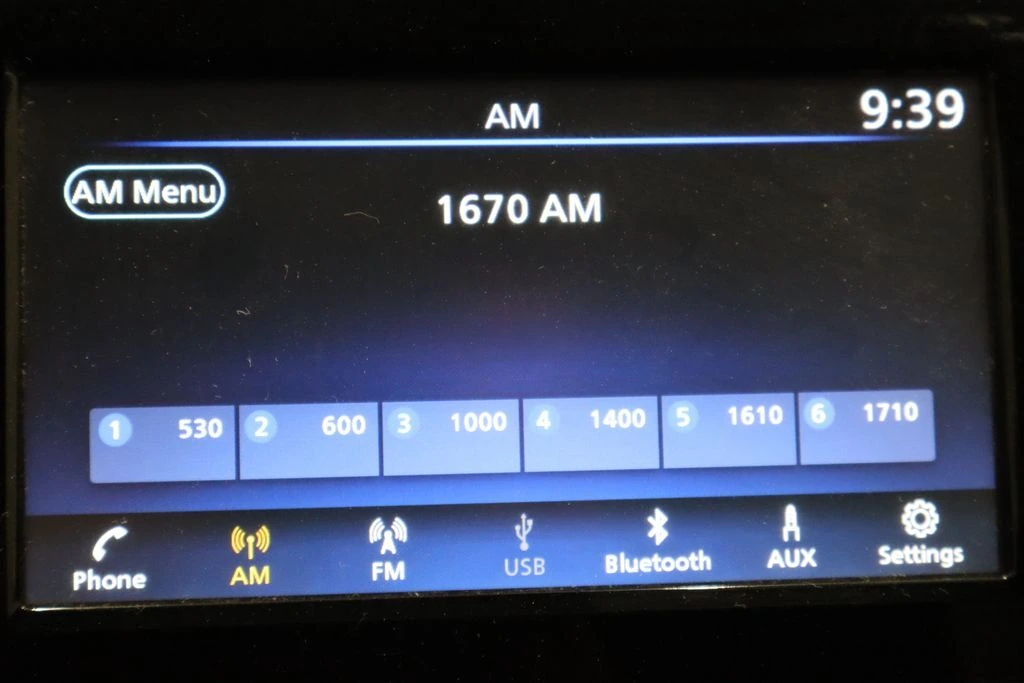 AM 9:39
AM Menu
1670 AM
1 530 2 600 3 1000 4 1400 5 1610 6 1710
Phone AM FM USB Bluetooth AUX Settings